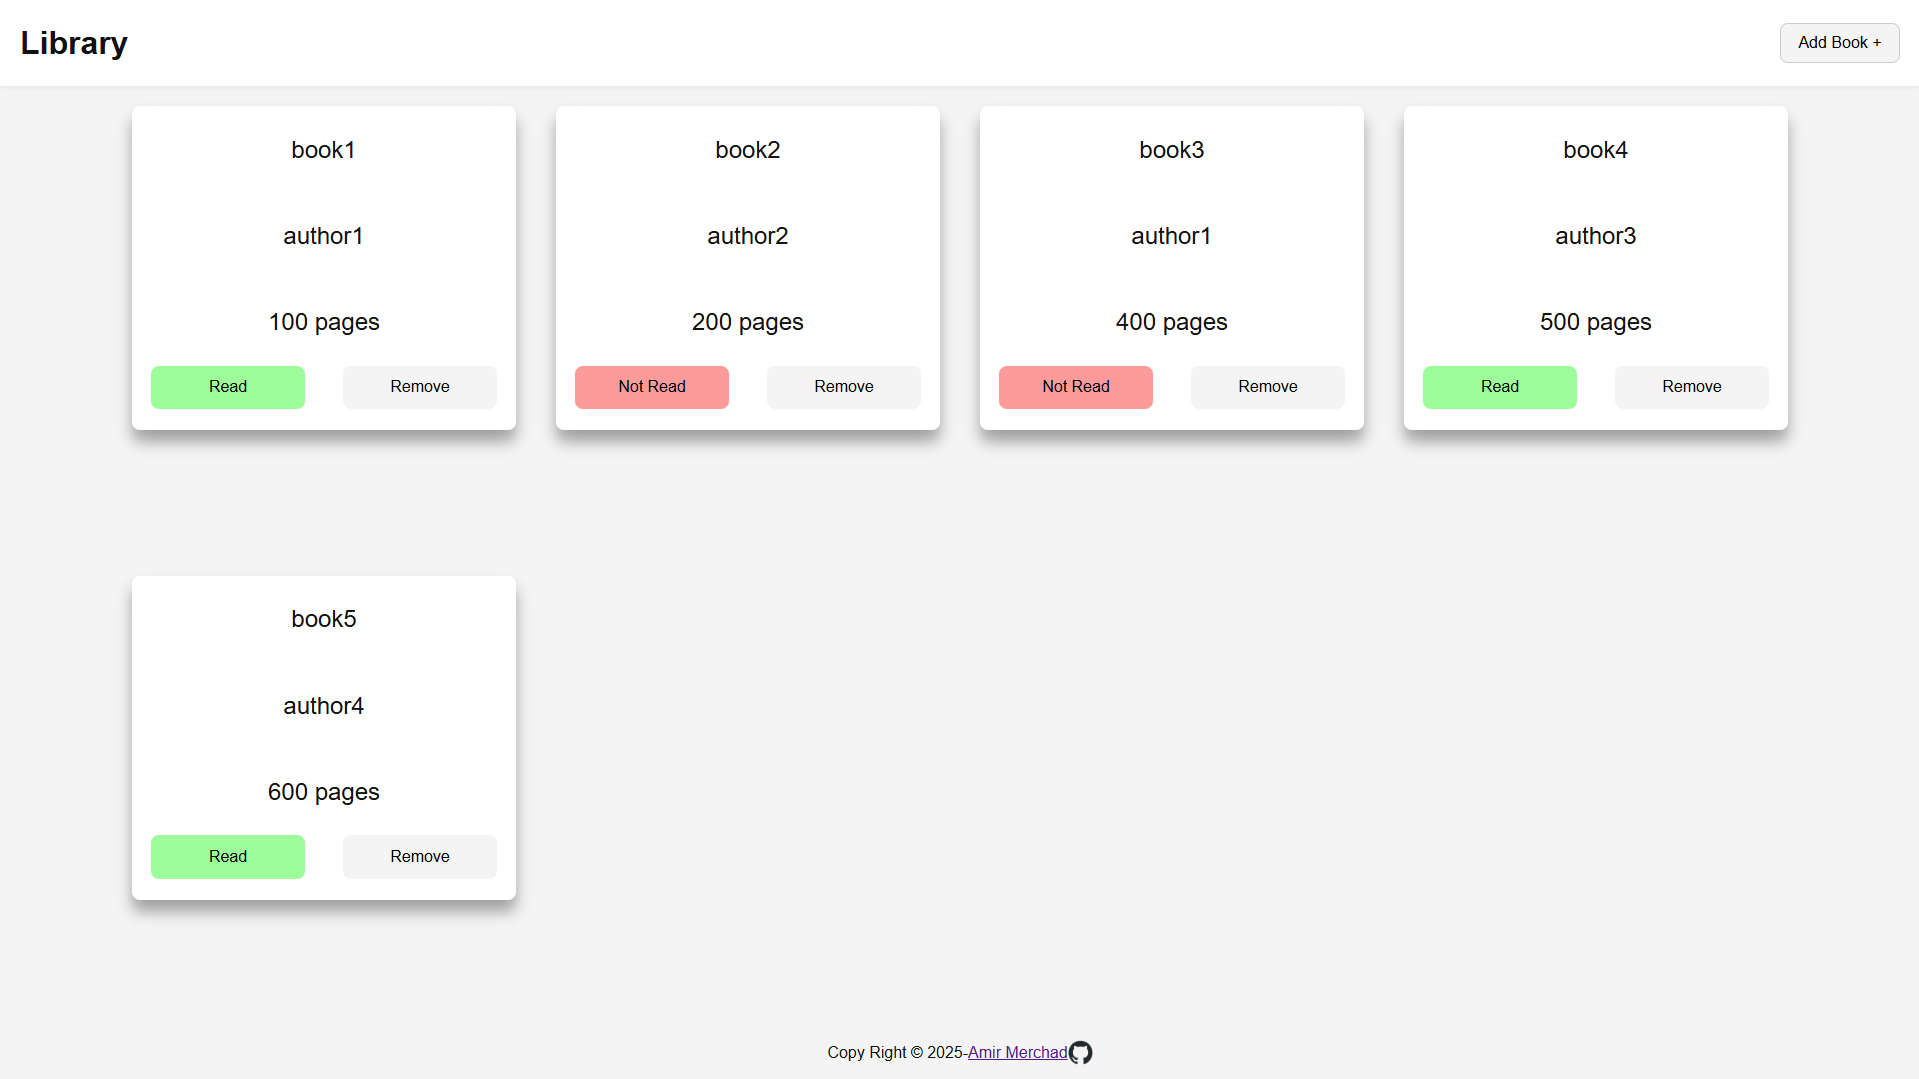 Library
Add Book +
book1
author1
100 pages
Read Remove
book2
author2
200 pages
Not Read Remove
book3
author1
400 pages
Not Read Remove
book4
author3
500 pages
Read Remove
book5
author4
600 pages
Read Remove
Copy Right © 2025-Amir Merchad